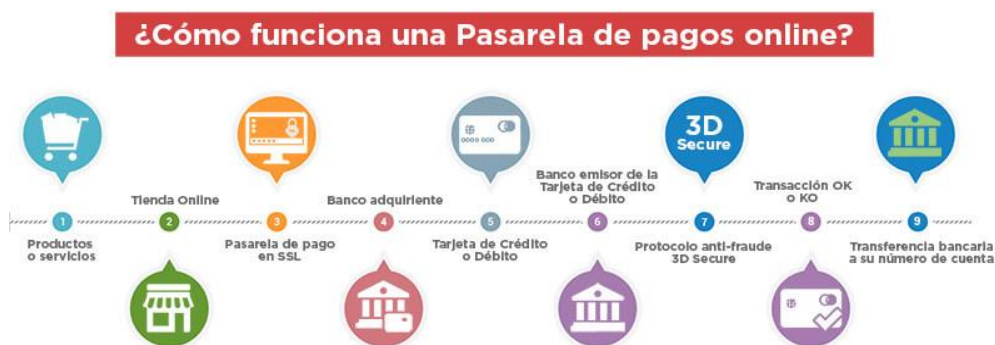 ¿Cómo funciona una Pasarela de pagos online?
1
Productos
o servicios
Tienda Online
2
3
Pasarela de pago
en SSL
Banco adquiriente
4
5
Tarjeta de Crédito
o Débito
Banco emisor de la
Tarjeta de Crédito
o Débito
6
3D
Secure
7
Protocolo anti-fraude
3D Secure
Transacción OK
o KO
8
9
Transferencia bancaria
a su número de cuenta